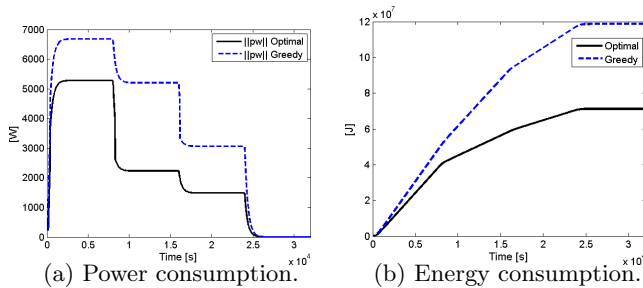 7000
6000
5000
4000
3000
2000
1000
0
[W]
||pw|| Optimal
||pw|| Greedy
0 0.5 1 1.5 2 2.5 3
Time [s]
x 10^4
(a) Power consumption.
x 10^7
12
10
8
6
4
2
0
[J]
Optimal
Greedy
0 0.5 1 1.5 2 2.5 3
Time [s]
(b) Energy consumption.